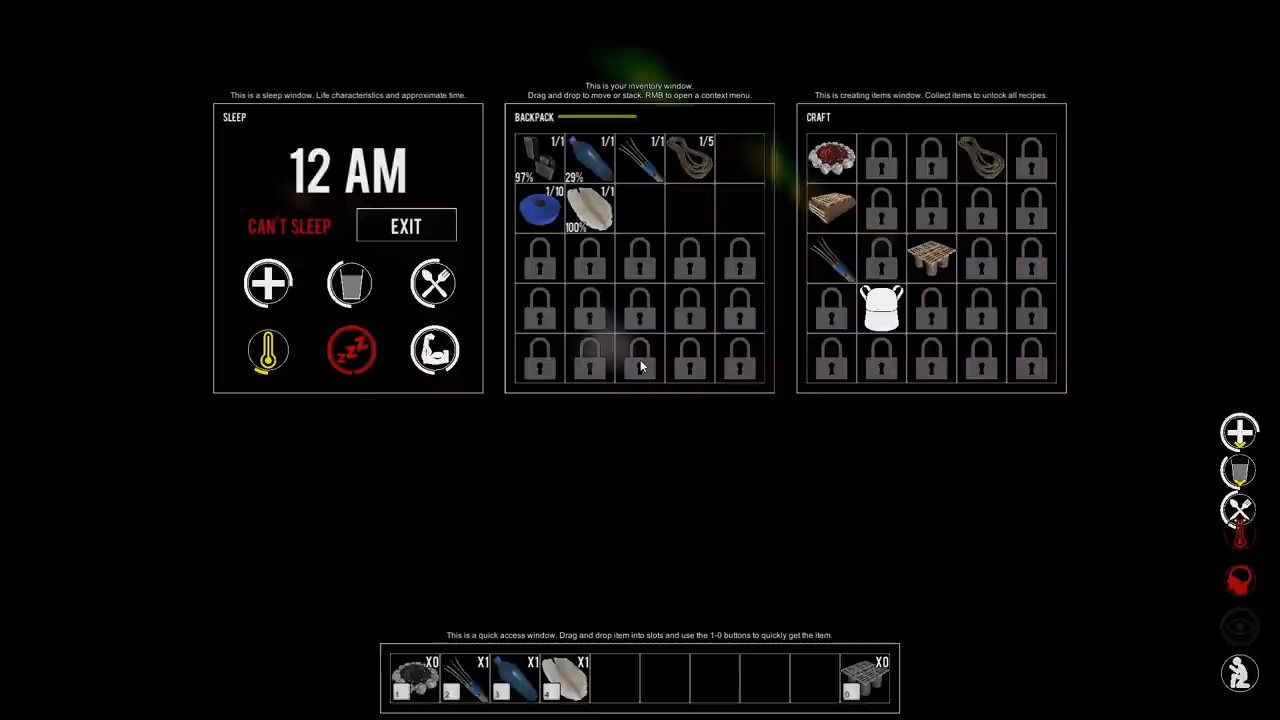 This is a sleep window. Life characteristics and approximate time.
SLEEP
12 AM
CAN'T SLEEP
EXIT
This is your inventory window.
Drag and drop to move or stack. RMB to open a context menu.
BACKPACK
1/1
1/1
1/1
1/5
97%
29%
1/10
1/1
100%
This is creating items window. Collect items to unlock all recipes.
CRAFT
ZZZ
This is a quick access window. Drag and drop item into slots and use the 1-0 buttons to quickly get the item.
X0
X1
X1
X1
X0
1
2
3
4
0